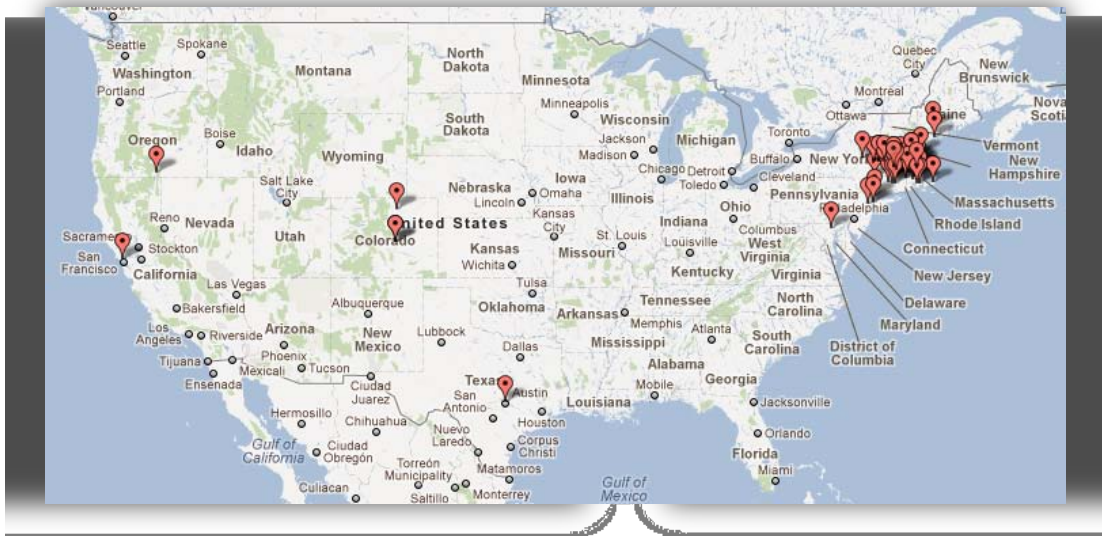 Vancouver
Seattle
Spokane
Washington
Portland
Oregon
Boise
Idaho
Montana
North
Dakota
South
Dakota
Wyoming
Salt Lake
City
Minnesota
Minneapolis
Wisconsin
Jackson
Madison
Michigan
Chicago
Detroit
Toledo
Cleveland
Toronto
Buffalo
Ottawa
Montreal
Quebec
City
New
Brunswick
Nova
Vermont
New
Hampshire
Massachusetts
Rhode Island
Connecticut
New Jersey
Delaware
Maryland
District of
Columbia
New York
Pennsylvania
Nebraska
Lincoln
Omaha
Iowa
Illinois
Indiana
Ohio
Columbus
West
Virginia
Virginia
Reno
Nevada
Utah
Colorado
Kansas
Kansas
City
Missouri
St. Louis
Louisville
Kentucky
Wichita
Stockton
San
Francisco
California
Las Vegas
Bakersfield
Los
Angeles
Riverside
Arizona
Phoenix
Tucson
Tijuana
Mexicali
Ensenada
Albuquerque
New
Mexico
Lubbock
Tulsa
Oklahoma
Arkansas
Memphis
Tennessee
North
Carolina
South
Carolina
Atlanta
Mississippi
Alabama
Georgia
Dallas
Austin
San
Antonio
Houston
Louisiana
Mobile
Jacksonville
Orlando
Florida
Miami
Ciudad
Juarez
Hermosillo
Chihuahua
Gulf of
California
Ciudad
Obregón
Nuevo
Laredo
Corpus
Christi
Culiacan
Torreón
Municipality
Matamoros
Saltillo
Monterrey
Gulf of
Mexico